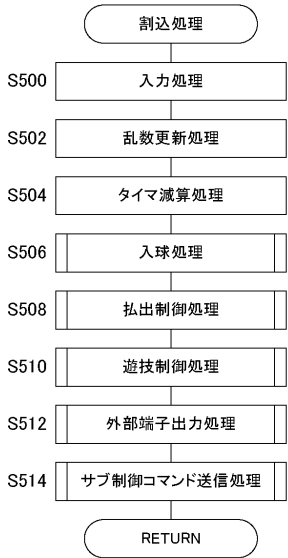 割込処理
S500 入力処理
S502 乱数更新処理
S504 タイマ減算処理
S506 入球処理
S508 払出制御処理
S510 遊技制御処理
S512 外部端子出力処理
S514 サブ制御コマンド送信処理
RETURN